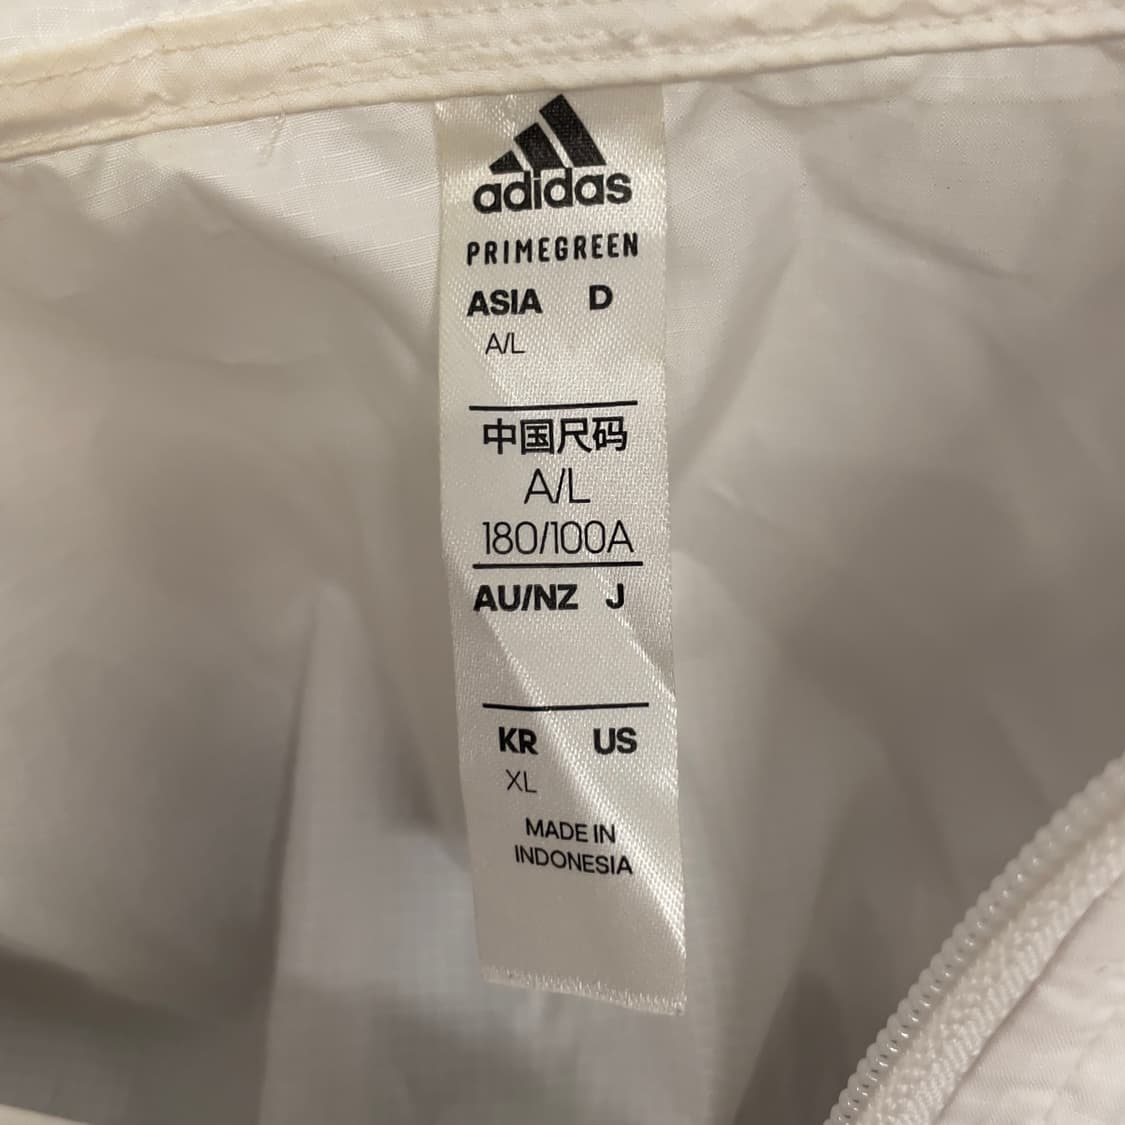 adidas
PRIMEGREEN
ASIA D
A/L
中国尺码
A/L
180/100A
AU/NZ J
KR US
XL
MADE IN
INDONESIA